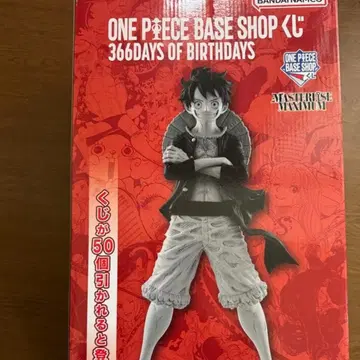 BANDAI NAMCO
ONE PIECE BASE SHOP くじ
366DAYS OF BIRTHDAYS
ONE PIECE
BASE SHOP
くじ
MASTERLISE
MAXIMUM
くじが50個引かれると登